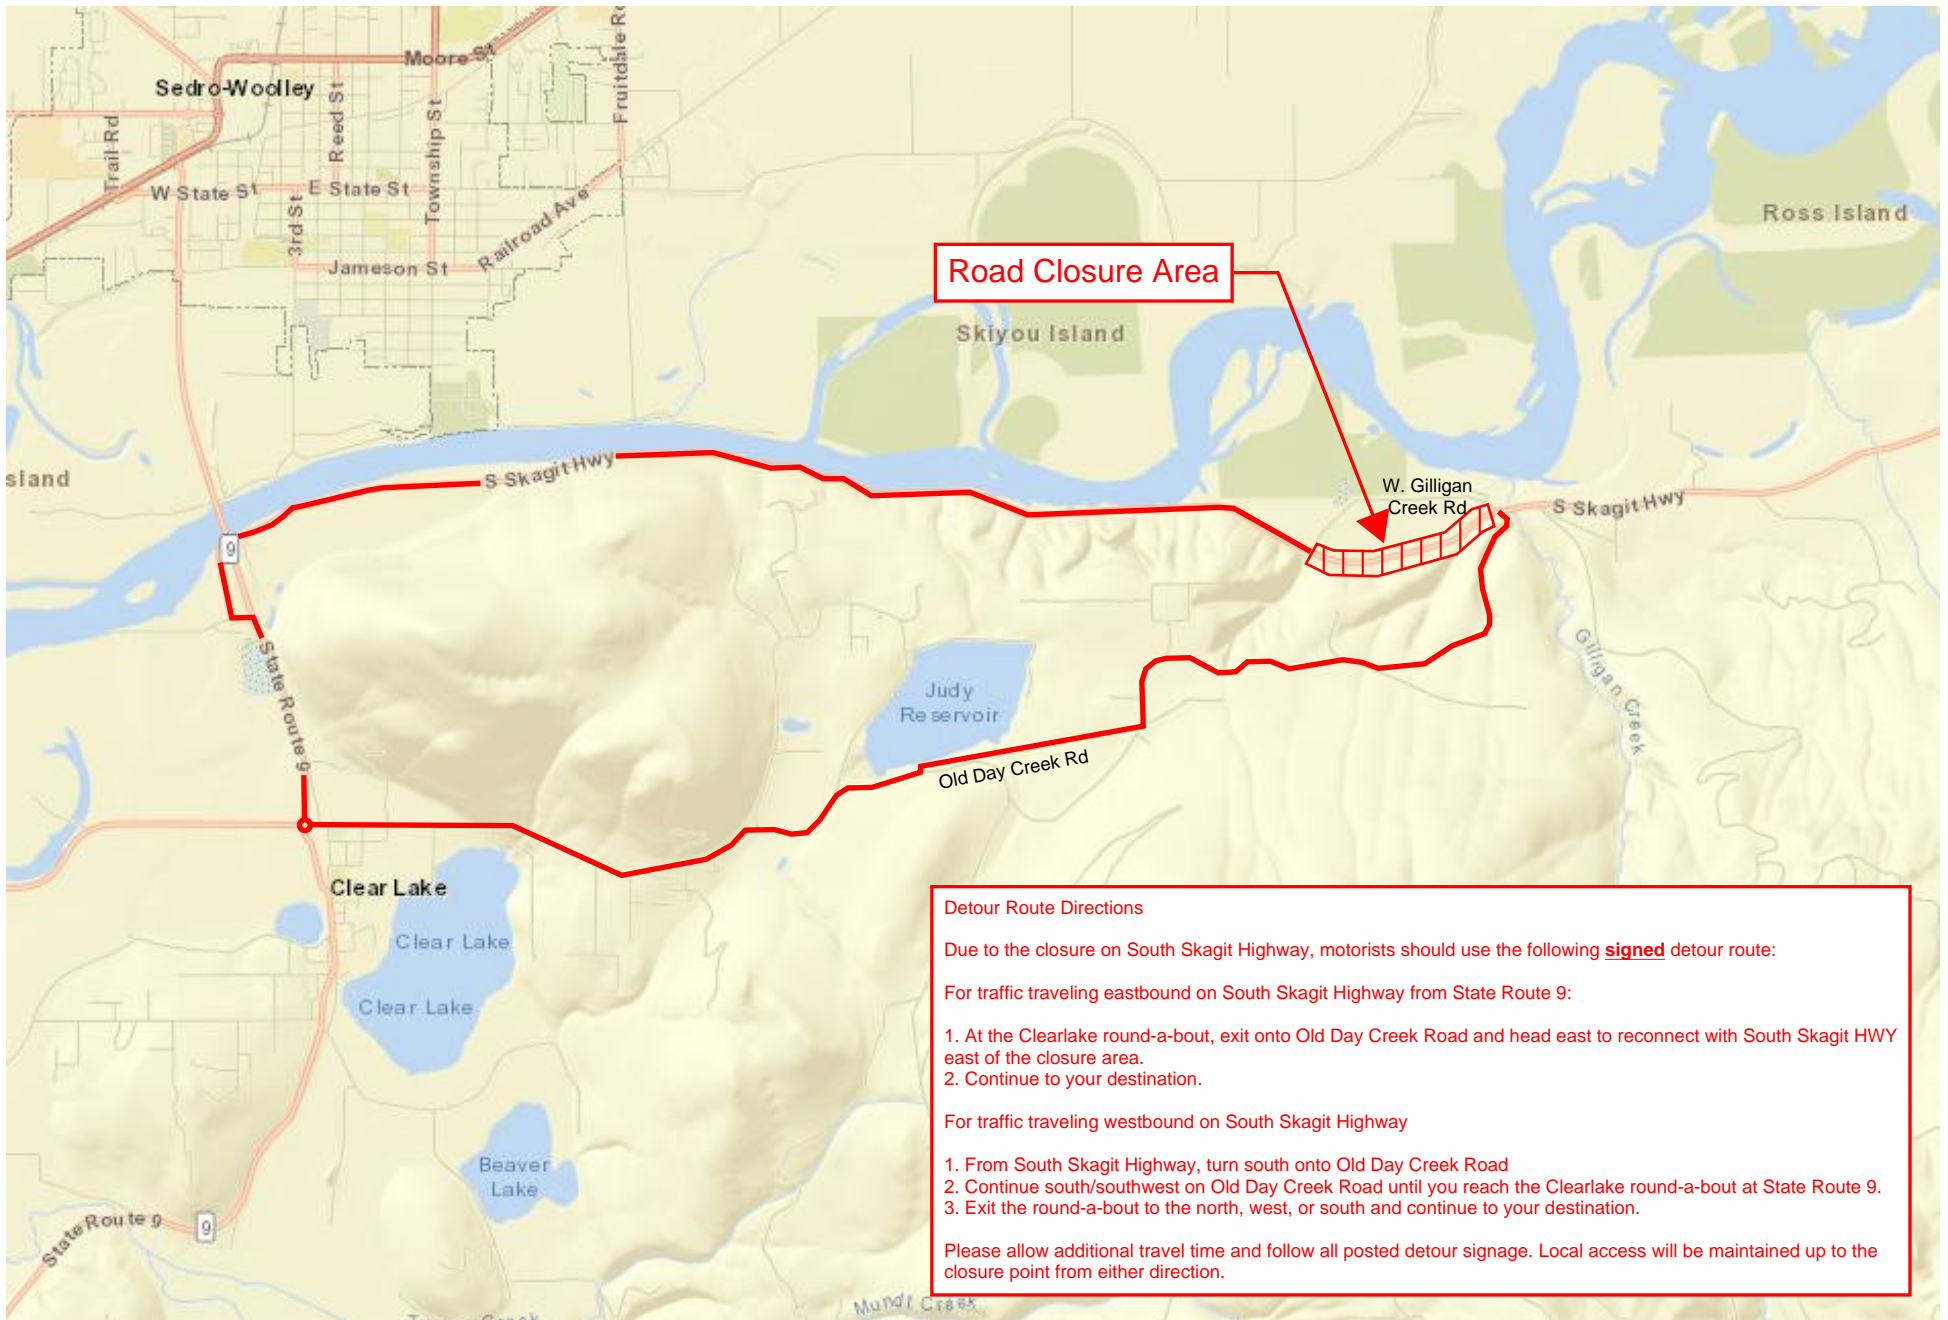 Moore St
Fruitdale Rd
Sedro-Woolley
Trail Rd
Reed St
Township St
W State St
E State St
3rd St
Railroad Ave
Jameson St
Ross Island
Road Closure Area
Skiyou Island
S Skagit Hwy
sland
W. Gilligan
Creek Rd
S Skagit Hwy
9
State Route 9
Gilligan Creek
Judy
Reservoir
Old Day Creek Rd
Clear Lake
Clear Lake
Clear Lake
Beaver
Lake
State Route 9
9
Mundt Creek
Detour Route Directions
Due to the closure on South Skagit Highway, motorists should use the following signed detour route:
For traffic traveling eastbound on South Skagit Highway from State Route 9:
1. At the Clearlake round-a-bout, exit onto Old Day Creek Road and head east to reconnect with South Skagit HWY
east of the closure area.
2. Continue to your destination.
For traffic traveling westbound on South Skagit Highway
1. From South Skagit Highway, turn south onto Old Day Creek Road
2. Continue south/southwest on Old Day Creek Road until you reach the Clearlake round-a-bout at State Route 9.
3. Exit the round-a-bout to the north, west, or south and continue to your destination.
Please allow additional travel time and follow all posted detour signage. Local access will be maintained up to the
closure point from either direction.